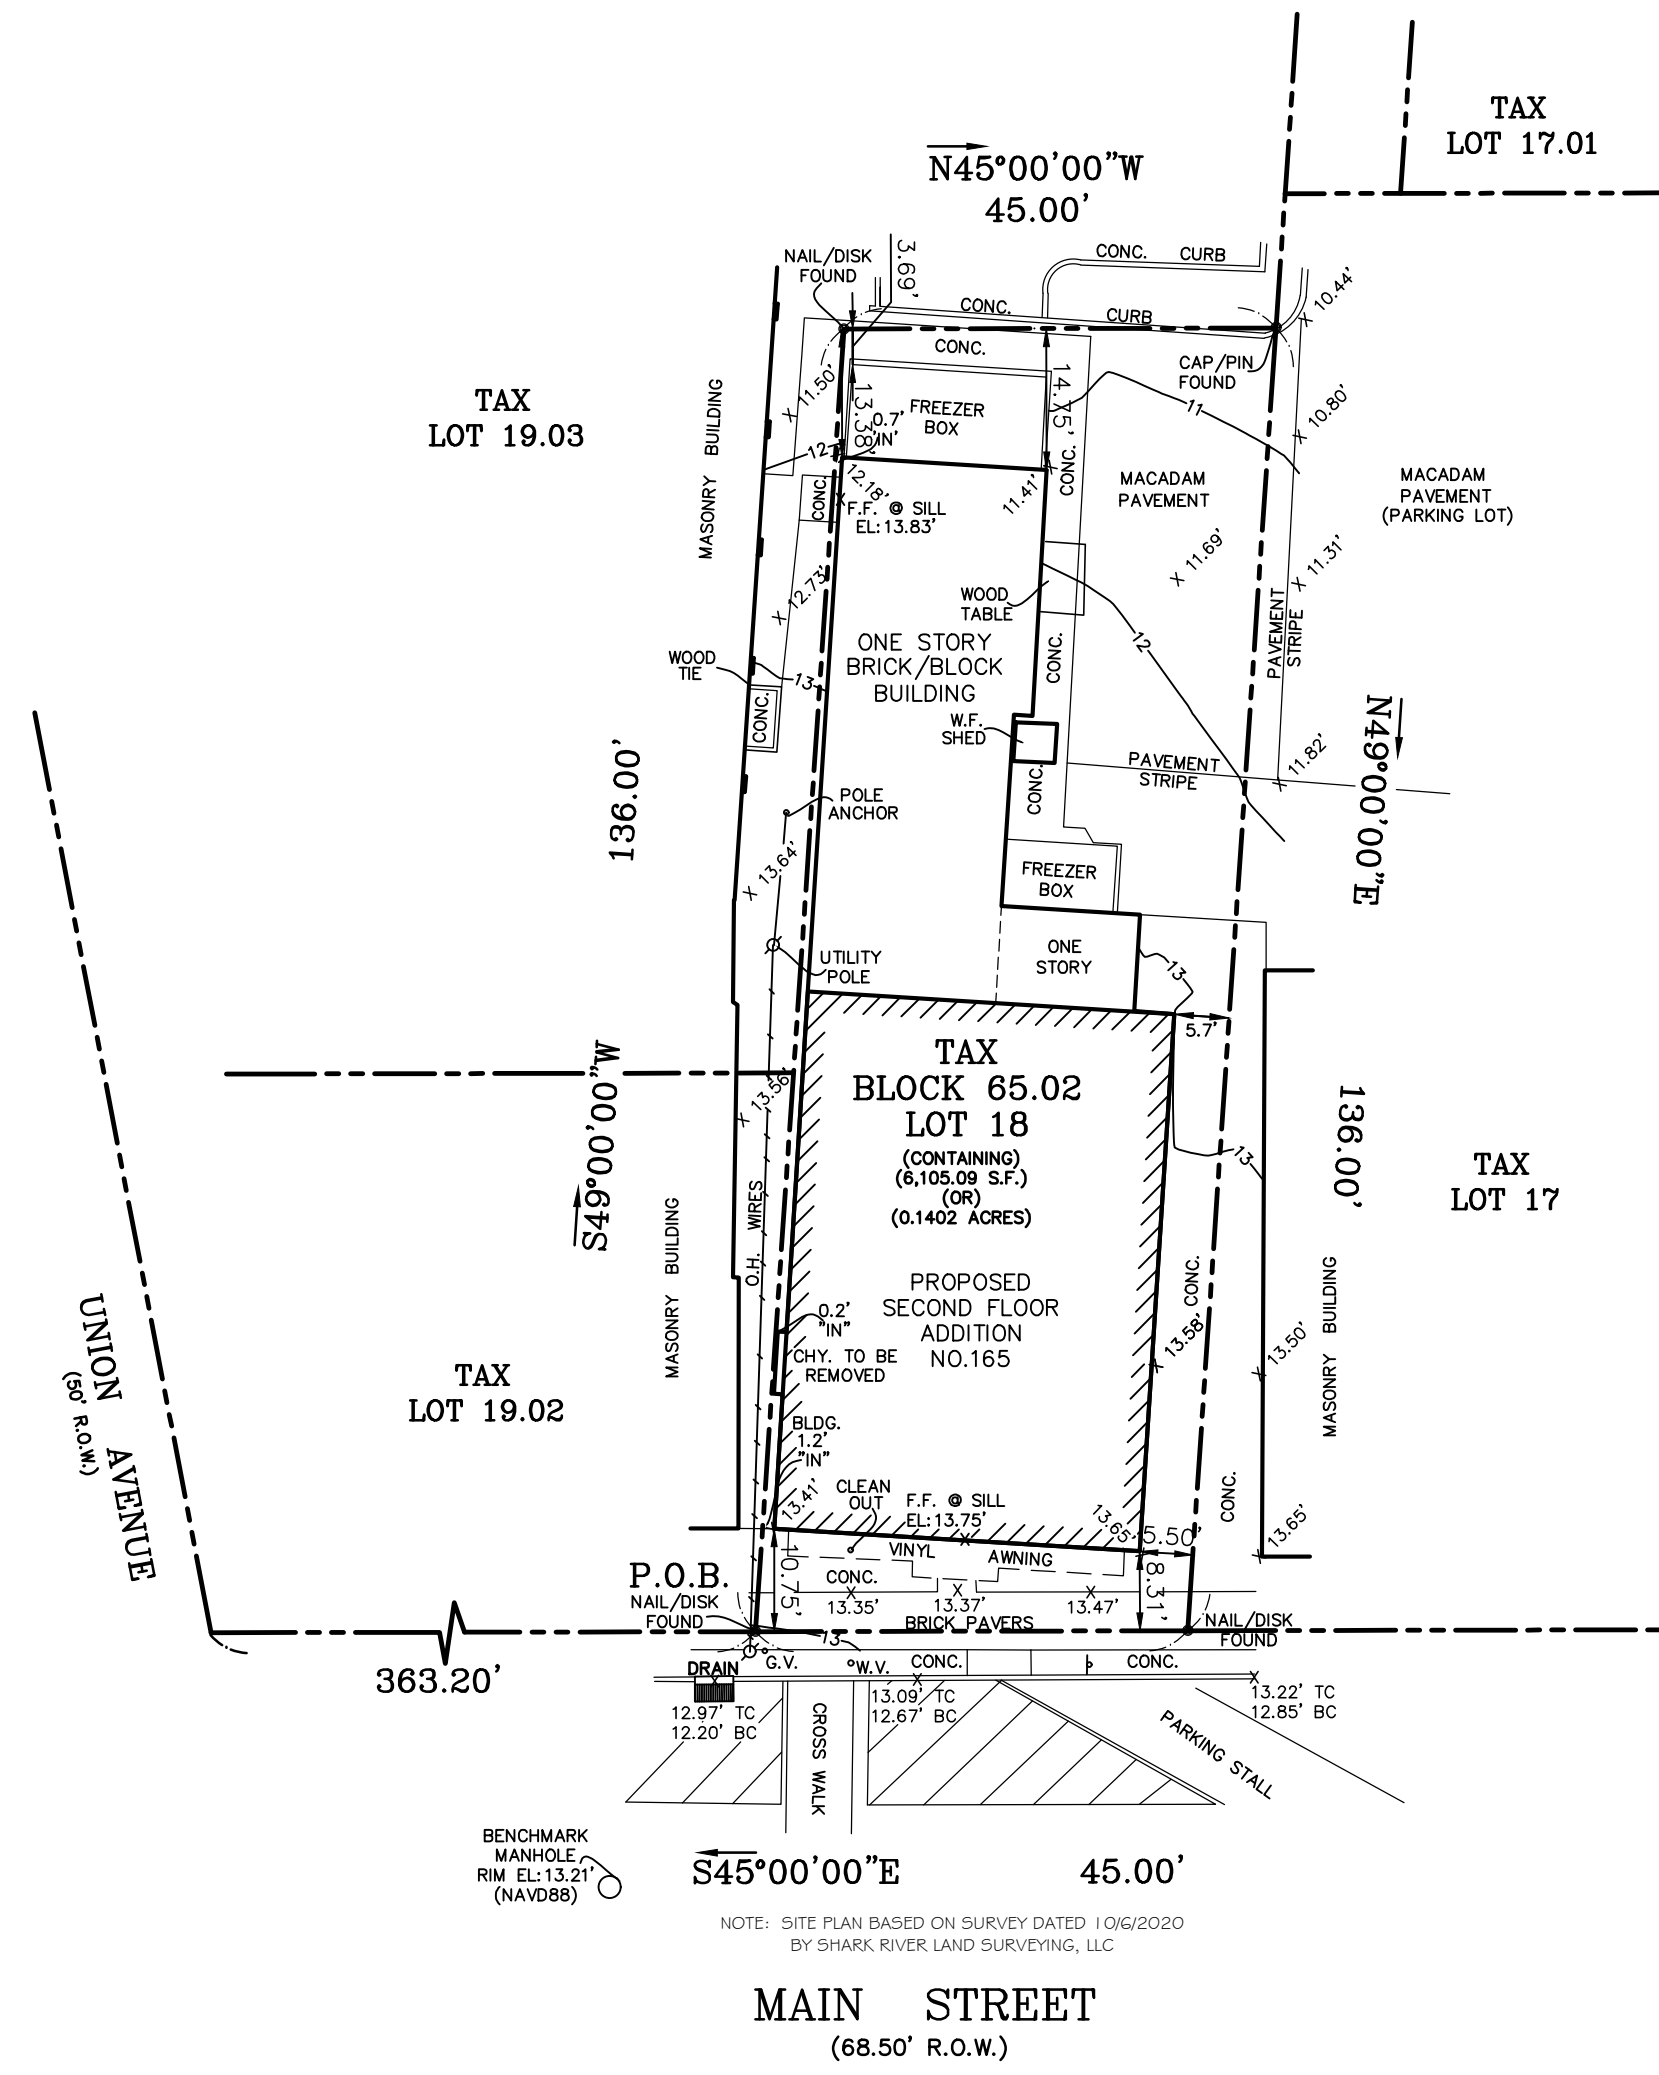 TAX
LOT 17.01
N45°00'00"W
45.00'
NAIL/DISK
FOUND
3.69'
CONC. CURB
CONC.
CURB
10.44'
CONC.
CAP/PIN
FOUND
TAX
LOT 19.03
MASONRY BUILDING
11.50'
13.38'
0.7'
"IN"
FREEZER
BOX
14.75'
11
10.80'
12
CONC.
12.18'
11.41'
CONC.
F.F. @ SILL
EL:13.83'
MACADAM
PAVEMENT
MACADAM
PAVEMENT
(PARKING LOT)
11.69'
11.31'
12.73'
WOOD
TABLE
12
PAVEMENT
STRIPE
ONE STORY
BRICK/BLOCK
BUILDING
CONC.
WOOD
TIE
13
CONC.
W.F.
SHED
N49°00'00"E
136.00'
CONC.
PAVEMENT
STRIPE
11.82'
POLE
ANCHOR
13.64'
FREEZER
BOX
UTILITY
POLE
ONE
STORY
13
5.7'
S49°00'00"W
13.56'
TAX
BLOCK 65.02
LOT 18
(CONTAINING)
(6,105.09 S.F.)
(OR)
(0.1402 ACRES)
13
136.00'
TAX
LOT 17
MASONRY BUILDING
O.H. WIRES
PROPOSED
SECOND FLOOR
ADDITION
NO.165
CONC.
13.58'
13.50'
MASONRY BUILDING
0.2'
"IN"
CHY. TO BE
REMOVED
UNION AVENUE
(50' R.O.W.)
TAX
LOT 19.02
BLDG.
1.2'
"IN"
13.41'
CLEAN
OUT
F.F. @ SILL
EL:13.75'
13.65'
CONC.
13.65'
5.50'
VINYL AWNING
10.75'
8.31'
P.O.B.
NAIL/DISK
FOUND
CONC.
13.35'
13.37'
13.47'
BRICK PAVERS
NAIL/DISK
FOUND
13
363.20'
DRAIN
G.V.
W.V.
CONC.
CONC.
12.97' TC
12.20' BC
13.09' TC
12.67' BC
13.22' TC
12.85' BC
CROSS WALK
PARKING STALL
BENCHMARK
MANHOLE
RIM EL:13.21'
(NAVD88)
S45°00'00"E
45.00'
NOTE: SITE PLAN BASED ON SURVEY DATED 10/6/2020
BY SHARK RIVER LAND SURVEYING, LLC
MAIN STREET
(68.50' R.O.W.)